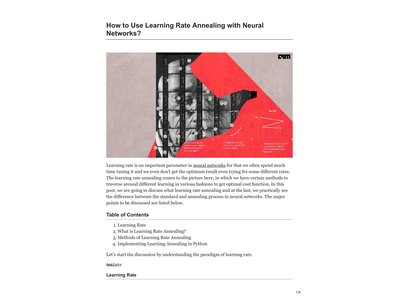 How to Use Learning Rate Annealing with Neural
Networks?
Learning rate is an important parameter in neural networks for that we often spend much
time tuning it and we even don't get the optimum result even trying for some different rates.
The learning rate annealing comes to the picture here, in which we have certain methods to
traverse around different learning in various fashions to get optimal cost function. In this
post, we are going to discuss what learning rate annealing and at the last, we practically see
the difference between the standard and annealing process in neural networks. The major
points to be discussed are listed below.
Table of Contents
1. Learning Rate
2. What is Learning Rate Annealing?
3. Methods of Learning Rate Annealing
4. Implementing Learning Annealing in Python
Let's start the discussion by understanding the paradigm of learning rate.
Learning Rate